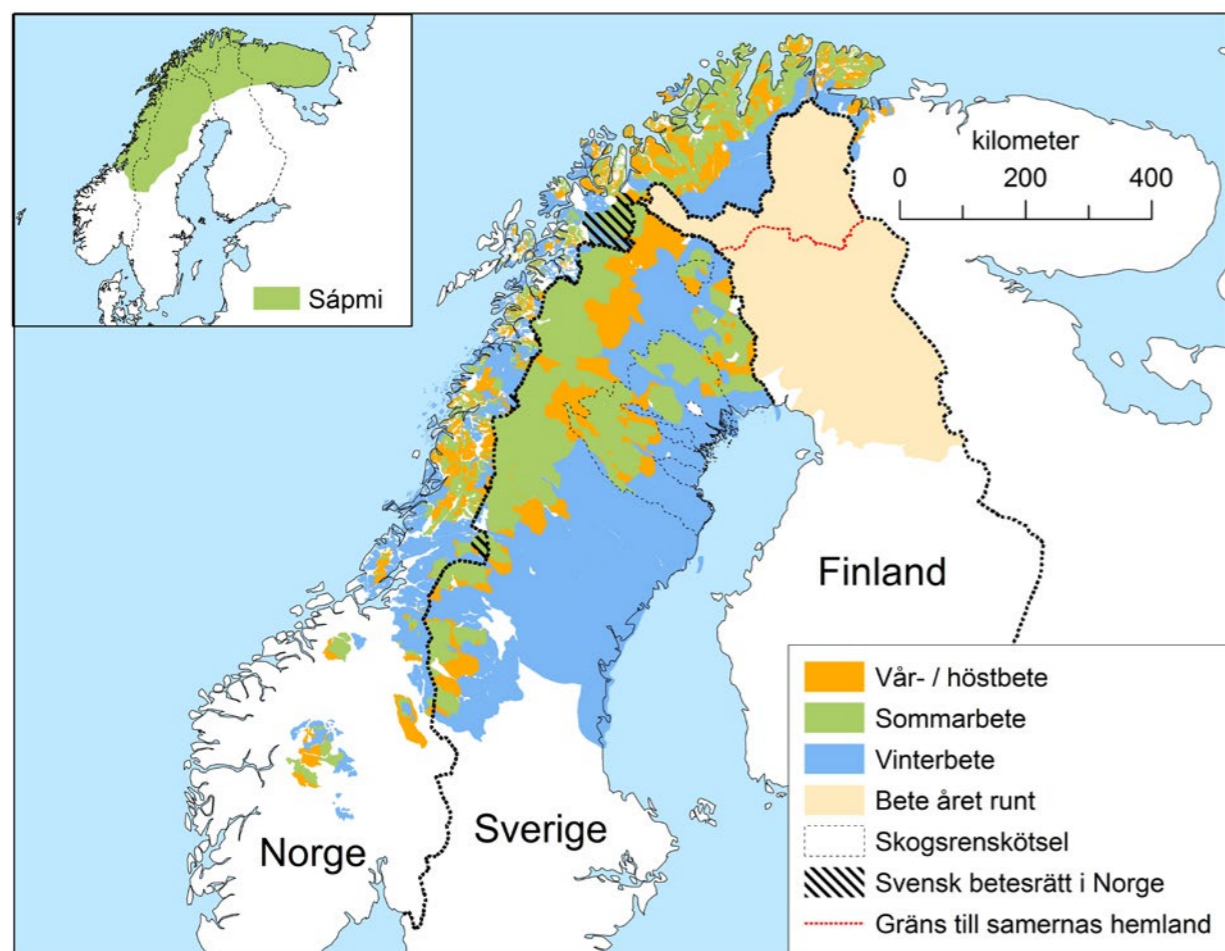 Sápmi
kilometer
0 200 400
Finland
Norge
Sverige
Vår- / höstbete
Sommarbete
Vinterbete
Bete året runt
Skogsrenskötsel
Svensk betesrätt i Norge
Gräns till samernas hemland